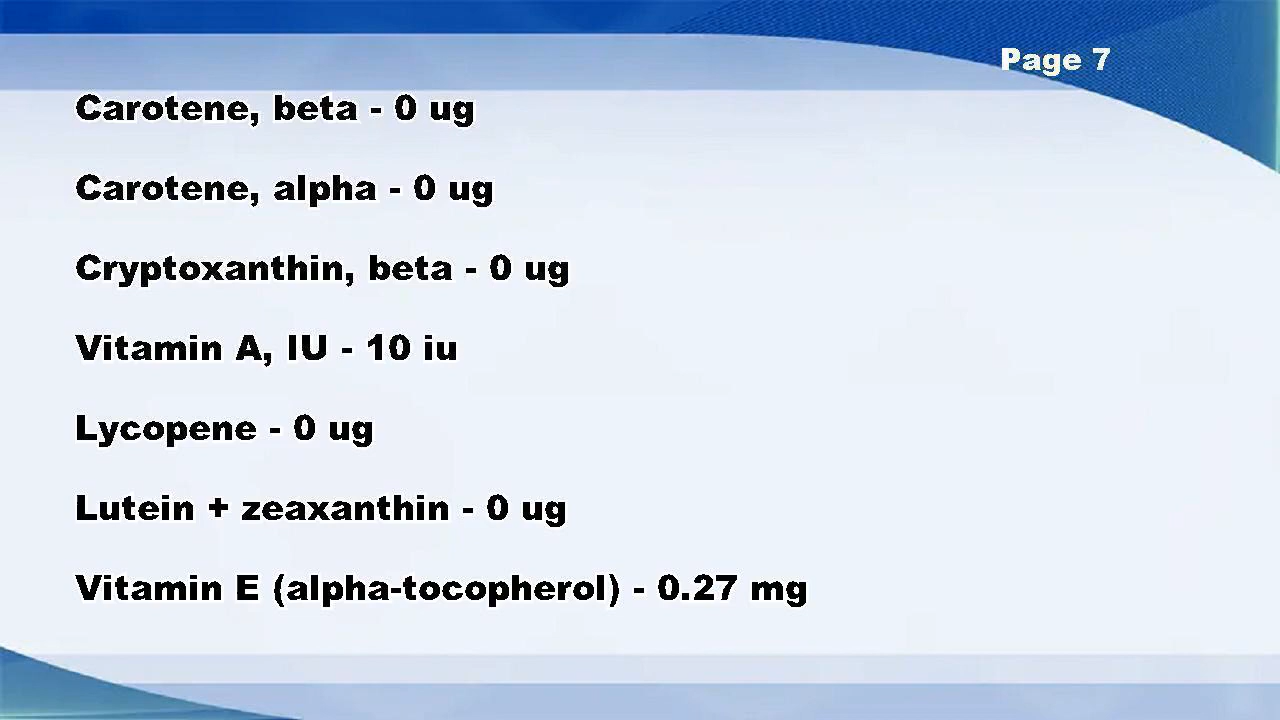 Page 7
Carotene, beta - 0 ug
Carotene, alpha - 0 ug
Cryptoxanthin, beta - 0 ug
Vitamin A, IU - 10 iu
Lycopene - 0 ug
Lutein + zeaxanthin - 0 ug
Vitamin E (alpha-tocopherol) - 0.27 mg